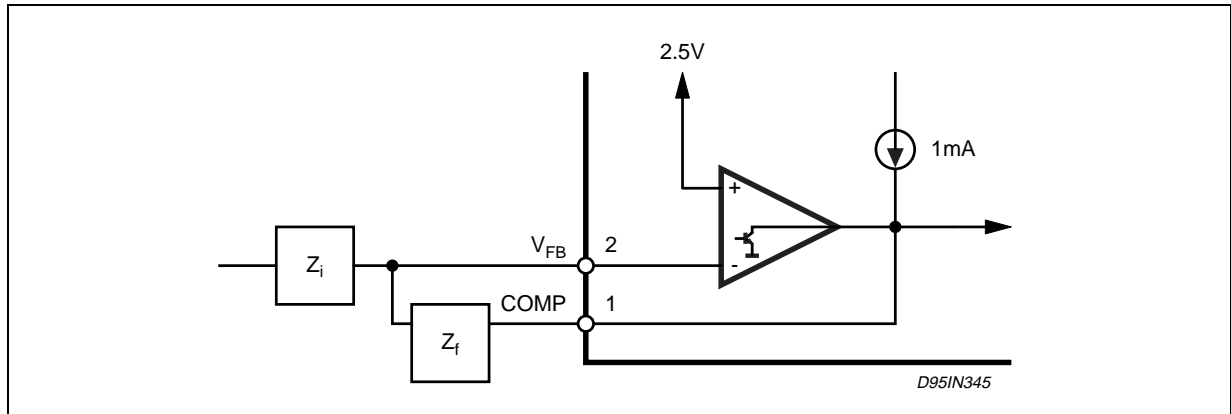 2.5V
1mA
+
-
Zi
VFB
2
COMP
1
Zf
D95IN345